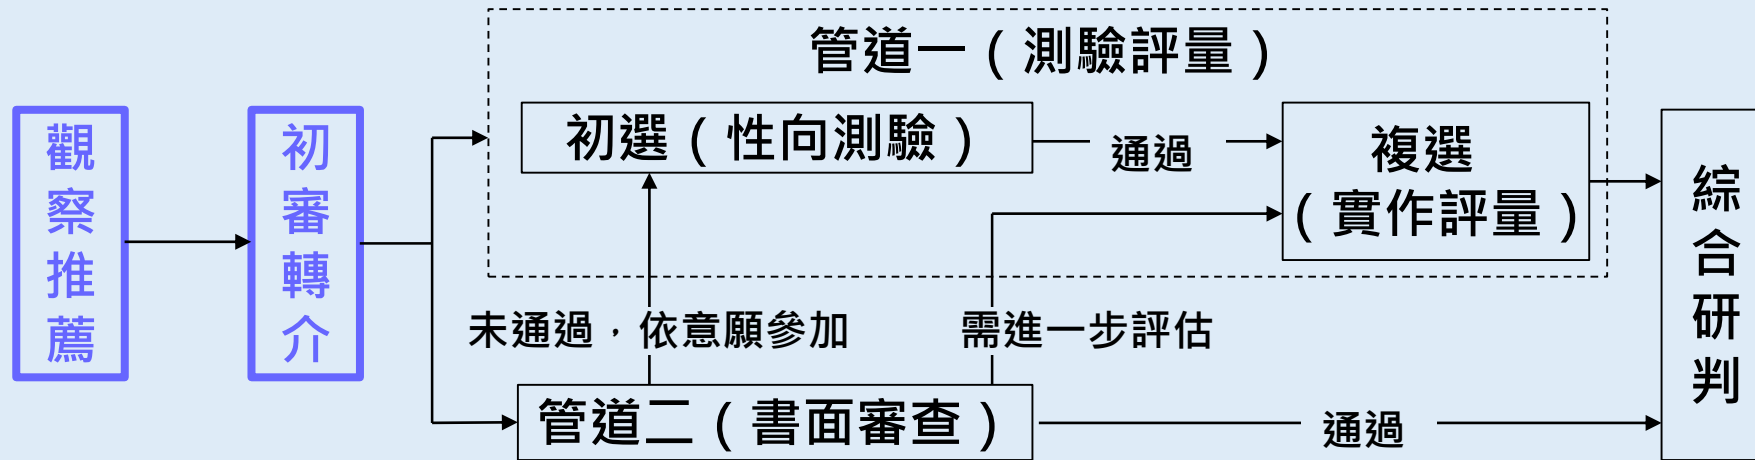 觀察推薦
初審轉介
管道一（測驗評量）
初選（性向測驗）
通過
複選
（實作評量）
綜合研判
未通過，依意願參加
需進一步評估
管道二（書面審查）
通過